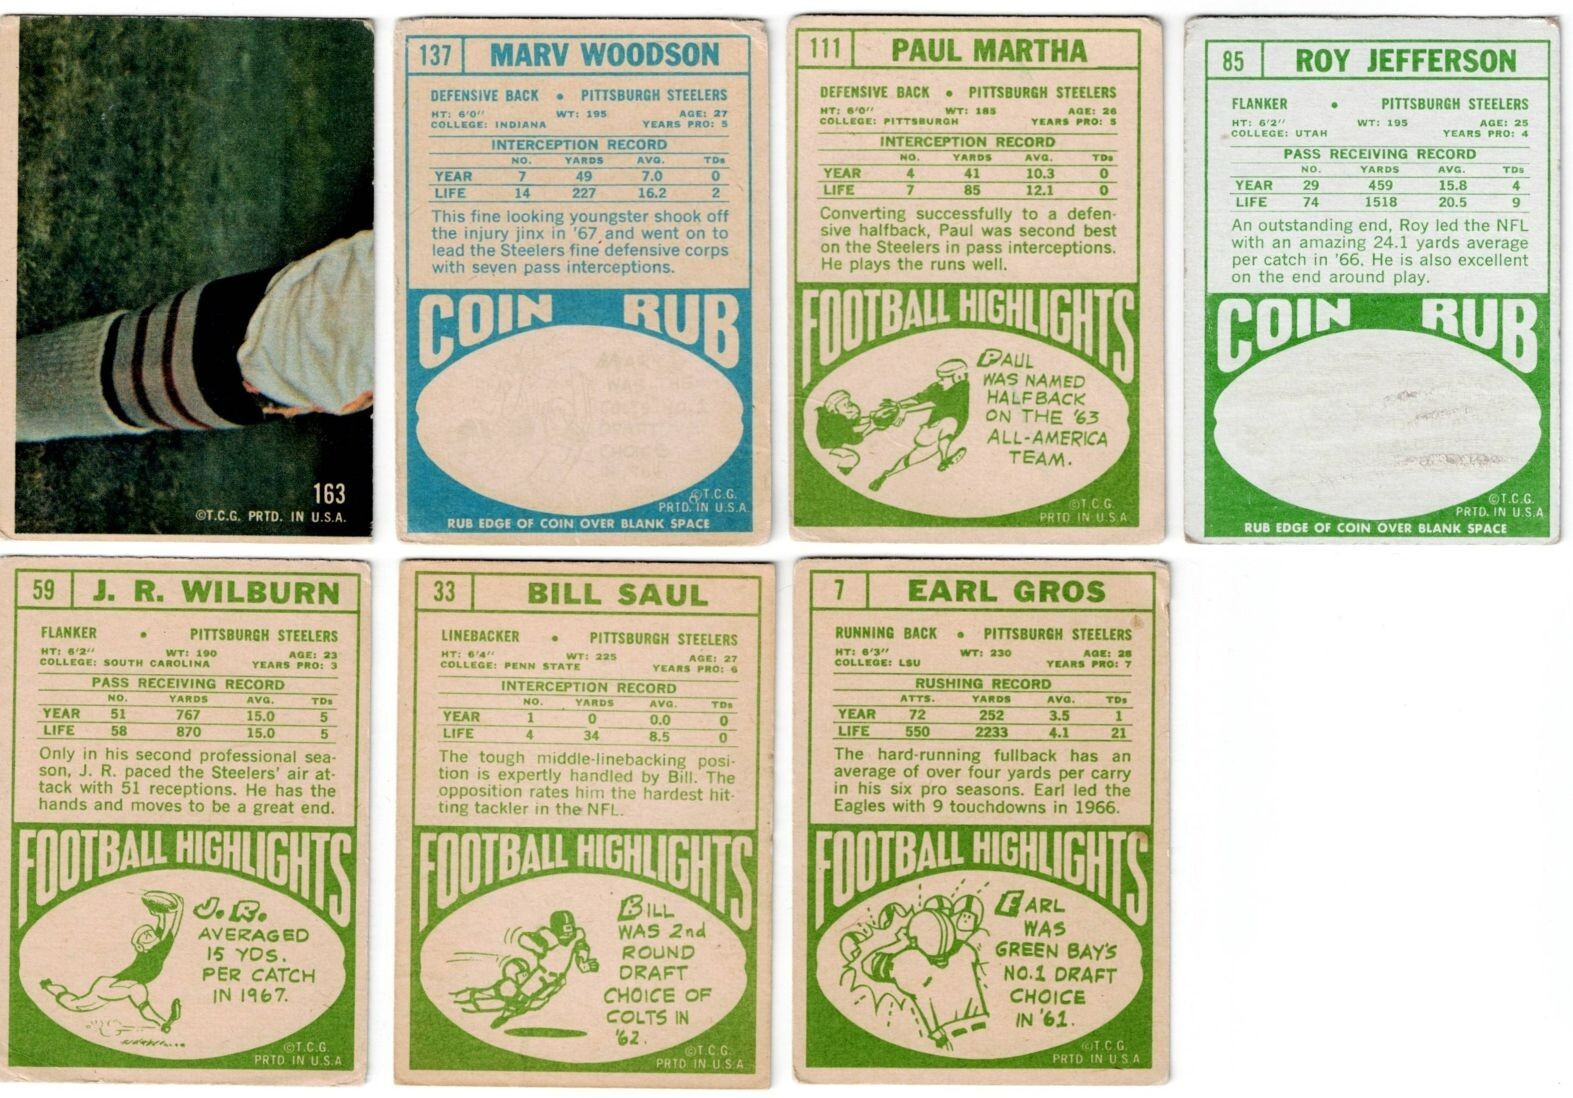 163
©T.C.G. PRTD. IN U.S.A.
137 MARV WOODSON
DEFENSIVE BACK • PITTSBURGH STEELERS
HT: 6'0" WT: 195 AGE: 27
COLLEGE: INDIANA YEARS PRO: 5
INTERCEPTION RECORD
NO. YARDS AVG. TDs
YEAR 7 49 7.0 0
LIFE 14 227 16.2 2
This fine looking youngster shook off
the injury jinx in '67 and went on to
lead the Steelers fine defensive corps
with seven pass interceptions.
COIN RUB
©T.C.G.
PRTD. IN U.S.A.
RUB EDGE OF COIN OVER BLANK SPACE
111 PAUL MARTHA
DEFENSIVE BACK • PITTSBURGH STEELERS
HT: 6'0" WT: 185 AGE: 26
COLLEGE: PITTSBURGH YEARS PRO: 5
INTERCEPTION RECORD
NO. YARDS AVG. TDs
YEAR 4 41 10.3 0
LIFE 7 85 12.1 0
Converting successfully to a defen-
sive halfback, Paul was second best
on the Steelers in pass interceptions.
He plays the runs well.
FOOTBALL HIGHLIGHTS
PAUL
WAS NAMED
HALFBACK
ON THE '63
ALL-AMERICA
TEAM.
©T.C.G.
PRTD. IN U.S.A
85 ROY JEFFERSON
FLANKER • PITTSBURGH STEELERS
HT: 6'2" WT: 195 AGE: 25
COLLEGE: UTAH YEARS PRO: 4
PASS RECEIVING RECORD
NO. YARDS AVG. TDs
YEAR 29 459 15.8 4
LIFE 74 1518 20.5 9
An outstanding end, Roy led the NFL
with an amazing 24.1 yards average
per catch in '66. He is also excellent
on the end around play.
COIN RUB
©T.C.G.
PRTD. IN U.S.A
RUB EDGE OF COIN OVER BLANK SPACE
59 J. R. WILBURN
FLANKER • PITTSBURGH STEELERS
HT: 6'2" WT: 190 AGE: 23
COLLEGE: SOUTH CAROLINA YEARS PRO: 3
PASS RECEIVING RECORD
NO. YARDS AVG. TDs
YEAR 51 767 15.0 5
LIFE 58 870 15.0 5
Only in his second professional sea-
son, J. R. paced the Steelers' air at-
tack with 51 receptions. He has the
hands and moves to be a great end.
FOOTBALL HIGHLIGHTS
J.R.
AVERAGED
15 YDS.
PER CATCH
IN 1967.
©T.C.G.
PRTD. IN U.S.A
33 BILL SAUL
LINEBACKER • PITTSBURGH STEELERS
HT: 6'4" WT: 225 AGE: 27
COLLEGE: PENN STATE YEARS PRO: 6
INTERCEPTION RECORD
NO. YARDS AVG. TDs
YEAR 1 0 0.0 0
LIFE 4 34 8.5 0
The tough middle-linebacking posi-
tion is expertly handled by Bill. The
opposition rates him the hardest hit-
ting tackler in the NFL.
FOOTBALL HIGHLIGHTS
BILL
WAS 2nd
ROUND
DRAFT
CHOICE OF
COLTS IN
'62.
©T.C.G.
PRTD. IN U.S.A
7 EARL GROS
RUNNING BACK • PITTSBURGH STEELERS
HT: 6'3" WT: 230 AGE: 28
COLLEGE: LSU YEARS PRO: 7
RUSHING RECORD
ATTS. YARDS AVG. TDs
YEAR 72 252 3.5 1
LIFE 550 2233 4.1 21
The hard-running fullback has an
average of over four yards per carry
in his six pro seasons. Earl led the
Eagles with 9 touchdowns in 1966.
FOOTBALL HIGHLIGHTS
EARL
WAS
GREEN BAY'S
NO.1 DRAFT
CHOICE
IN '61.
©T.C.G.
PRTD. IN U.S.A